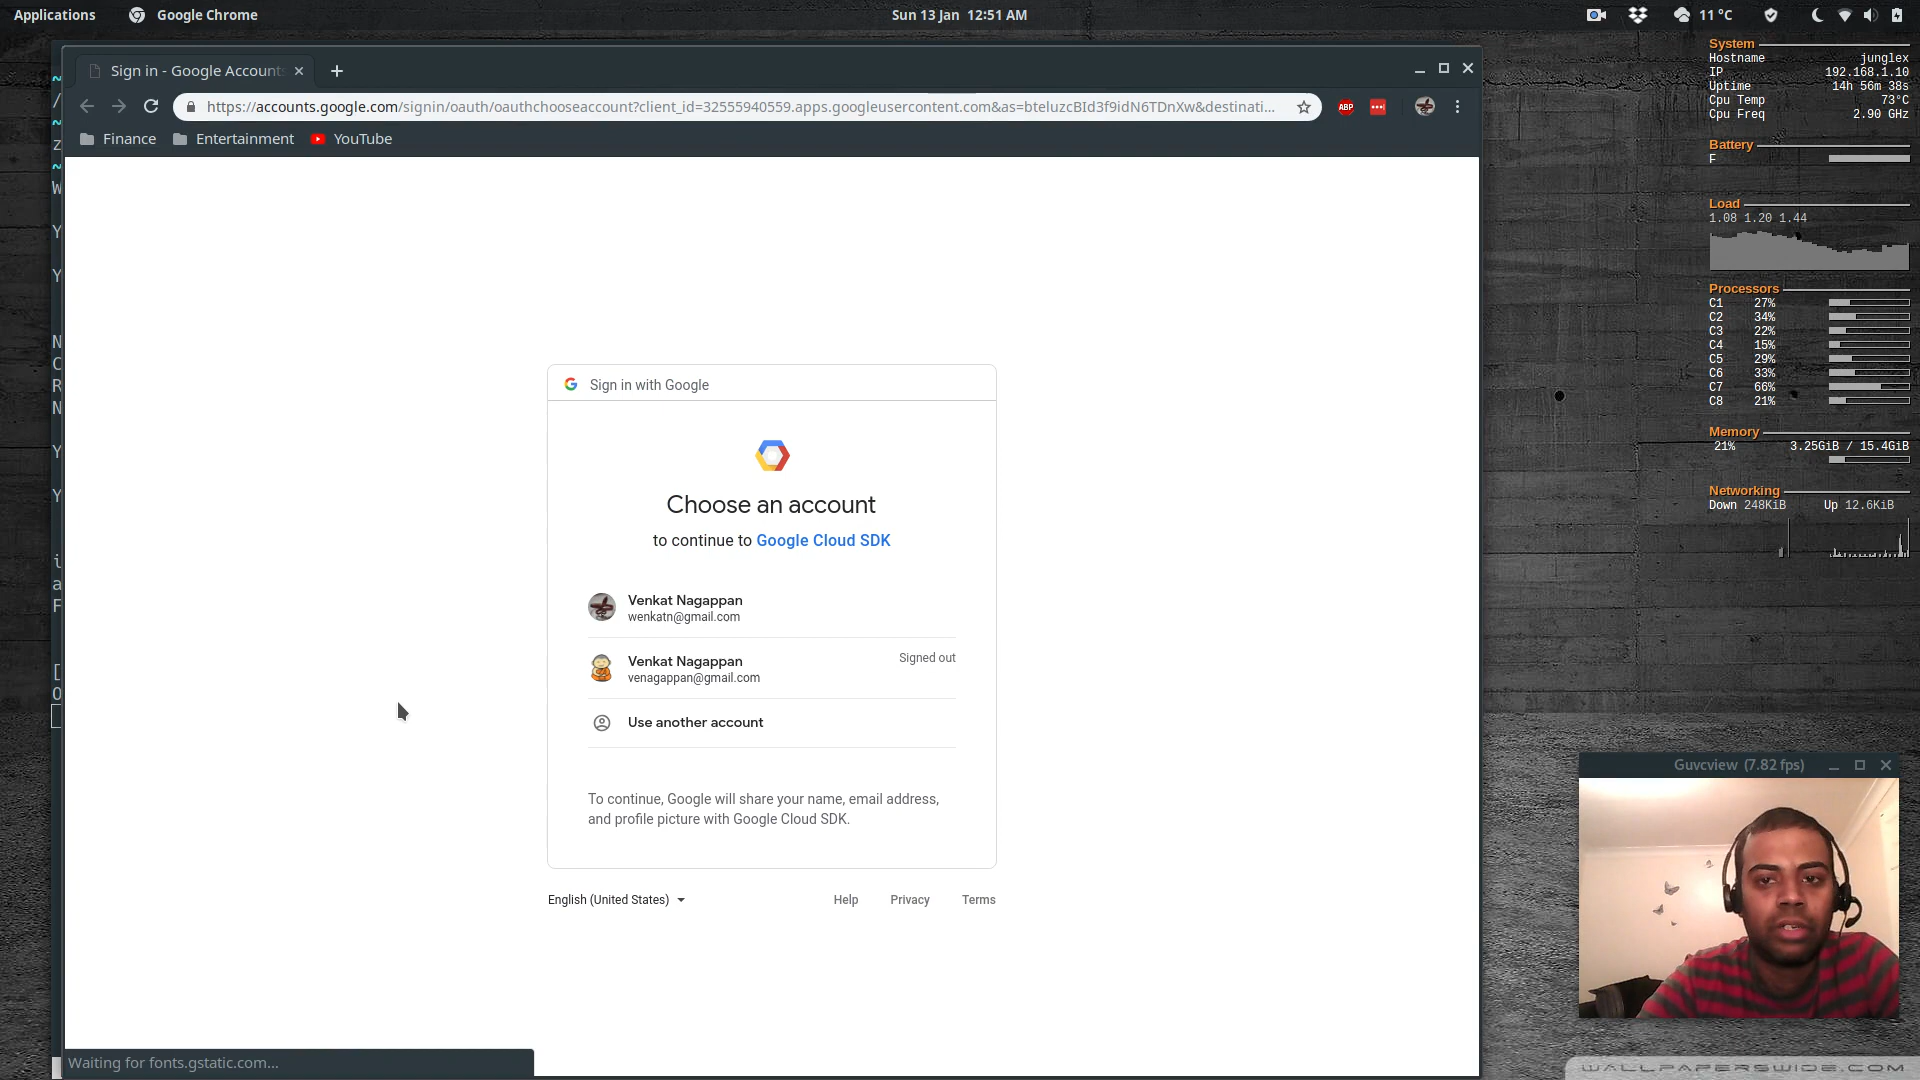 Applications
Google Chrome
Sun 13 Jan 12:51 AM
11 °C
Sign in - Google Accounts
https://accounts.google.com/signin/oauth/oauthchooseaccount?client_id=32555940559.apps.googleusercontent.com&as=bteluzcBId3f9idN6TDnXw&destinati...
ABP
Finance
Entertainment
YouTube
Sign in with Google
Choose an account
to continue to Google Cloud SDK
Venkat Nagappan
wenkatn@gmail.com
Venkat Nagappan
Signed out
venagappan@gmail.com
Use another account
To continue, Google will share your name, email address,
and profile picture with Google Cloud SDK.
English (United States)
Help
Privacy
Terms
Waiting for fonts.gstatic.com...
System
Hostname junglex
IP 192.168.1.10
Uptime 14h 56m 38s
Cpu Temp 73°C
Cpu Freq 2.90 GHz
Battery
F
Load
1.08 1.20 1.44
Processors
C1 27%
C2 34%
C3 22%
C4 15%
C5 29%
C6 33%
C7 66%
C8 21%
Memory
21% 3.25GiB / 15.4GiB
Networking
Down 248KiB Up 12.6KiB
Guvcview (7.82 fps)
WALLPAPERSWIDE.COM